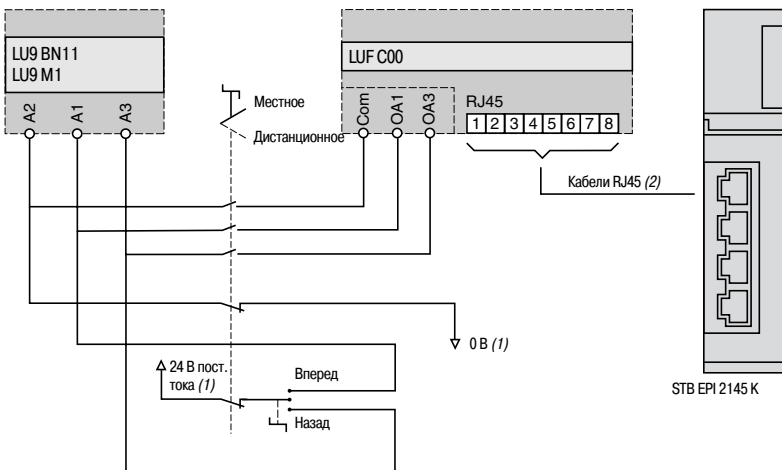 LU9 BN11
LU9 M1
A2
A1
A3
Местное
Дистанционное
LUF C00
Com
OA1
OA3
RJ45
1 2 3 4 5 6 7 8
Кабели RJ45 (2)
0 В (1)
24 В пост.
тока (1)
Вперед
Назад
STB EPI 2145 K